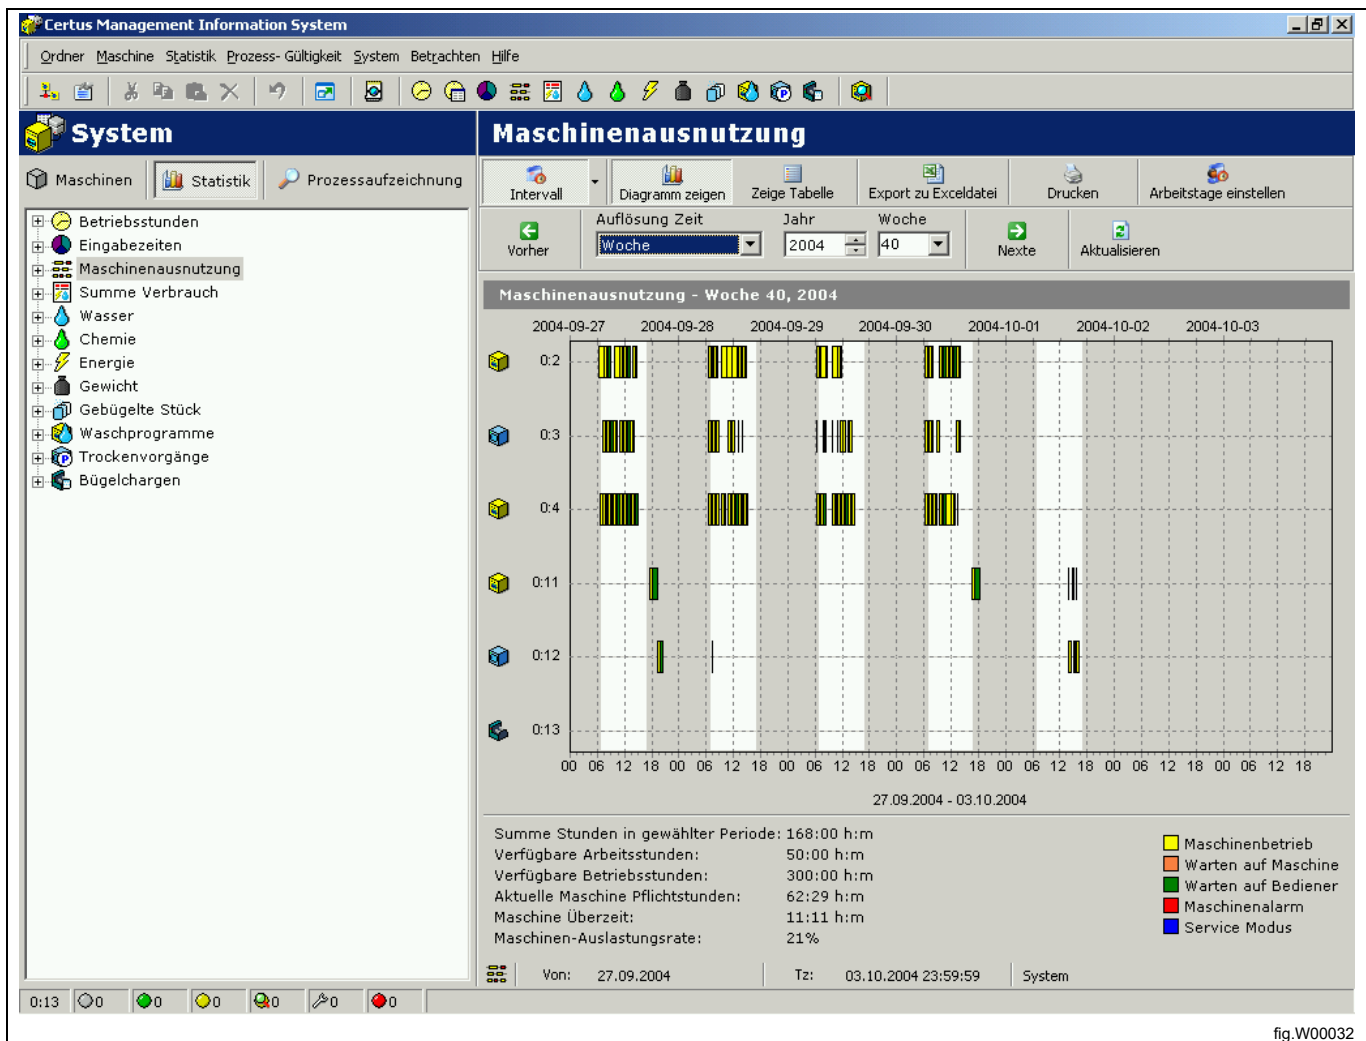 Certus Management Information System
Ordner Maschine Statistik Prozess- Gültigkeit System Betrachten Hilfe
System
Maschinenausnutzung
Maschinen Statistik Prozessaufzeichnung
Intervall Diagramm zeigen Zeige Tabelle Export zu Exceldatei Drucken Arbeitstage einstellen
Auflösung Zeit Jahr Woche
Vorher Woche 2004 40 Nexte Aktualisieren
Betriebsstunden
Eingabezeiten
Maschinenausnutzung
Summe Verbrauch
Wasser
Chemie
Energie
Gewicht
Gebügelte Stück
Waschprogramme
Trockenvorgänge
Bügelchargen
Maschinenausnutzung - Woche 40, 2004
2004-09-27 2004-09-28 2004-09-29 2004-09-30 2004-10-01 2004-10-02 2004-10-03
0:2
0:3
0:4
0:11
0:12
0:13
00 06 12 18 00 06 12 18 00 06 12 18 00 06 12 18 00 06 12 18 00 06 12 18 00 06 12 18
27.09.2004 - 03.10.2004
Summe Stunden in gewählter Periode: 168:00 h:m
Verfügbare Arbeitsstunden: 50:00 h:m
Verfügbare Betriebsstunden: 300:00 h:m
Aktuelle Maschine Pflichtstunden: 62:29 h:m
Maschine Überzeit: 11:11 h:m
Maschinen-Auslastungsrate: 21%
Maschinenbetrieb
Warten auf Maschine
Warten auf Bediener
Maschinenalarm
Service Modus
Von: 27.09.2004 Tz: 03.10.2004 23:59:59 System
0:13 0 0 0 0 0 0
fig.W00032